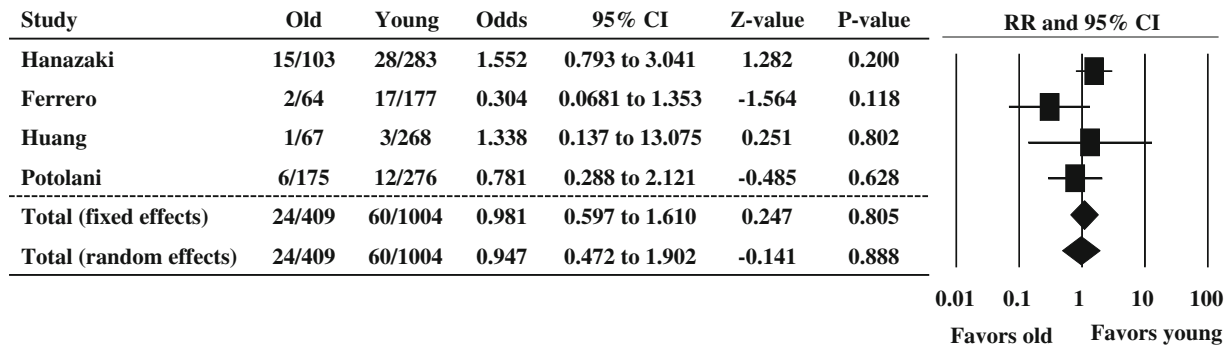 Study Old Young Odds 95% CI Z-value P-value RR and 95% CI
Hanazaki 15/103 28/283 1.552 0.793 to 3.041 1.282 0.200
Ferrero 2/64 17/177 0.304 0.0681 to 1.353 -1.564 0.118
Huang 1/67 3/268 1.338 0.137 to 13.075 0.251 0.802
Potolani 6/175 12/276 0.781 0.288 to 2.121 -0.485 0.628
Total (fixed effects) 24/409 60/1004 0.981 0.597 to 1.610 0.247 0.805
Total (random effects) 24/409 60/1004 0.947 0.472 to 1.902 -0.141 0.888
0.01 0.1 1 10 100
Favors old Favors young